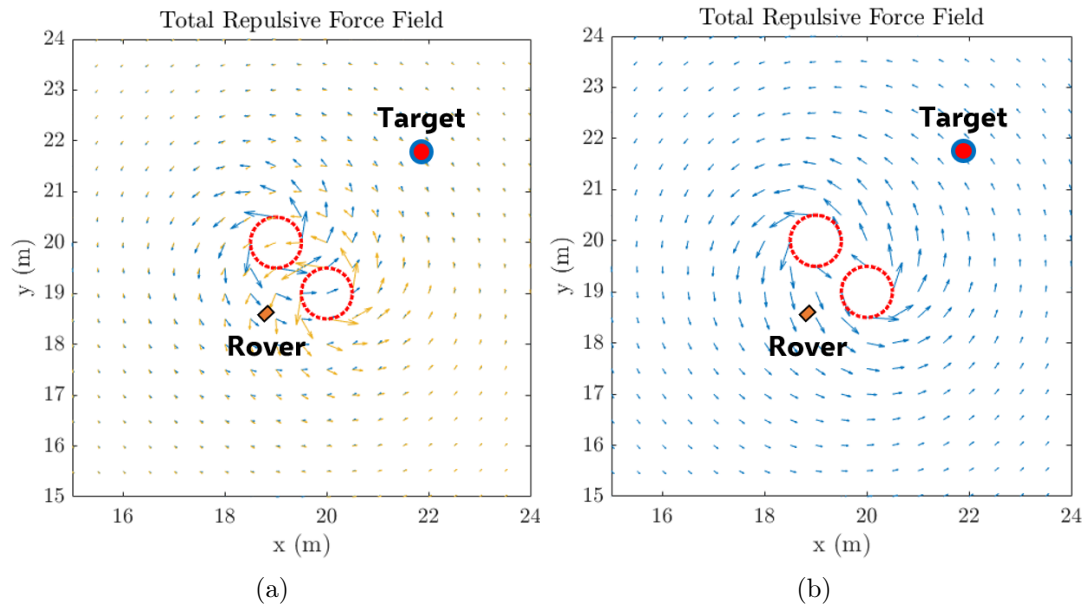 Total Repulsive Force Field
24
23
22
21
20
19
18
17
16
15
16
18
20
22
24
y (m)
x (m)
Target
Rover
(a)
Total Repulsive Force Field
24
23
22
21
20
19
18
17
16
15
16
18
20
22
24
y (m)
x (m)
Target
Rover
(b)